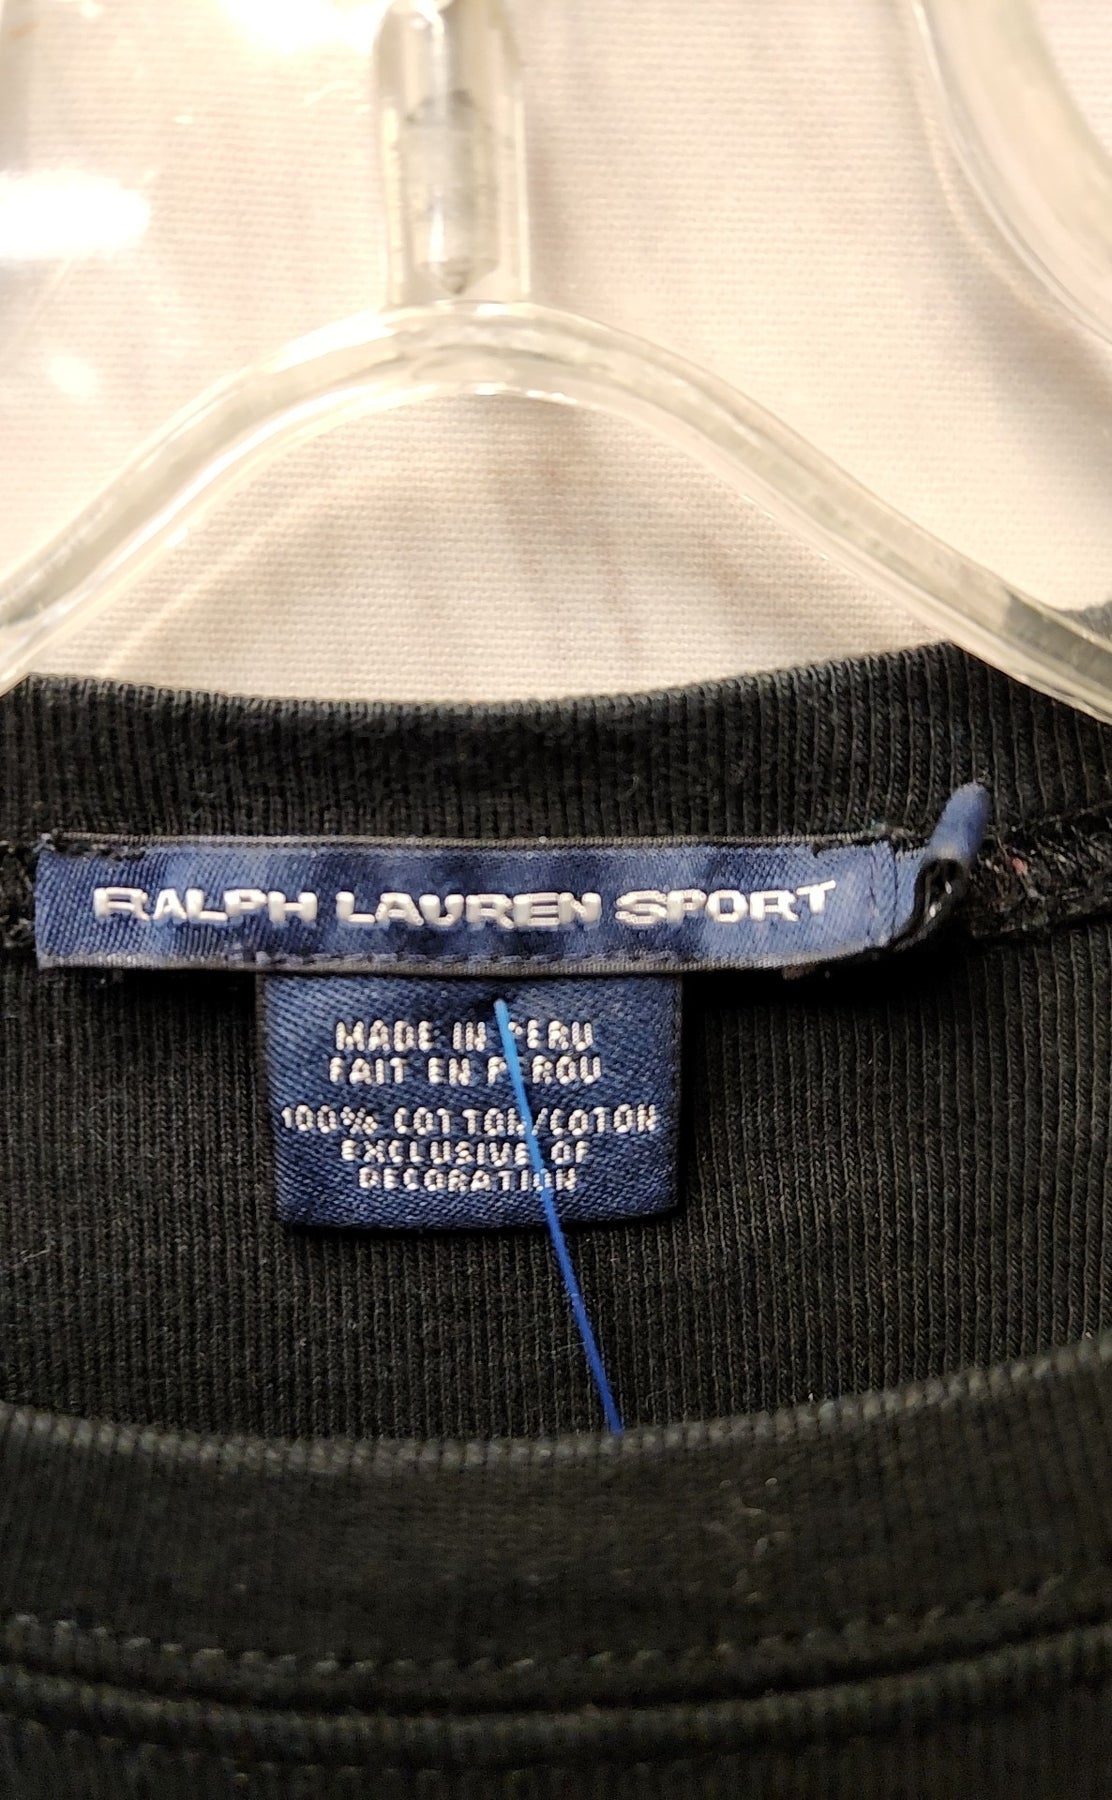 RALPH LAUREN SPORT
MADE IN PERU
FAIT EN PEROU
100% COTTON/COTON
EXCLUSIVE OF
DECORATION